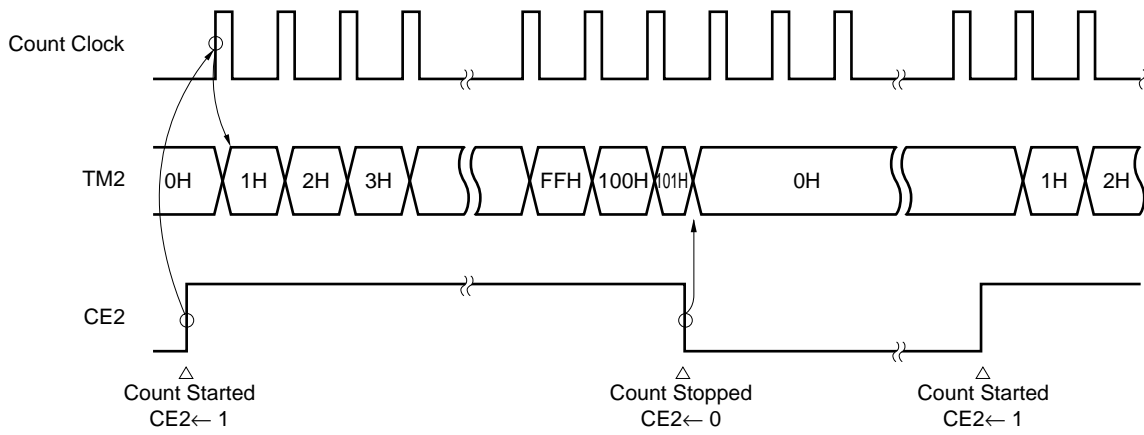 Count Clock
TM2
0H
1H
2H
3H
FFH
100H
101H
0H
1H
2H
CE2
Count Started
CE2← 1
Count Stopped
CE2← 0
Count Started
CE2← 1